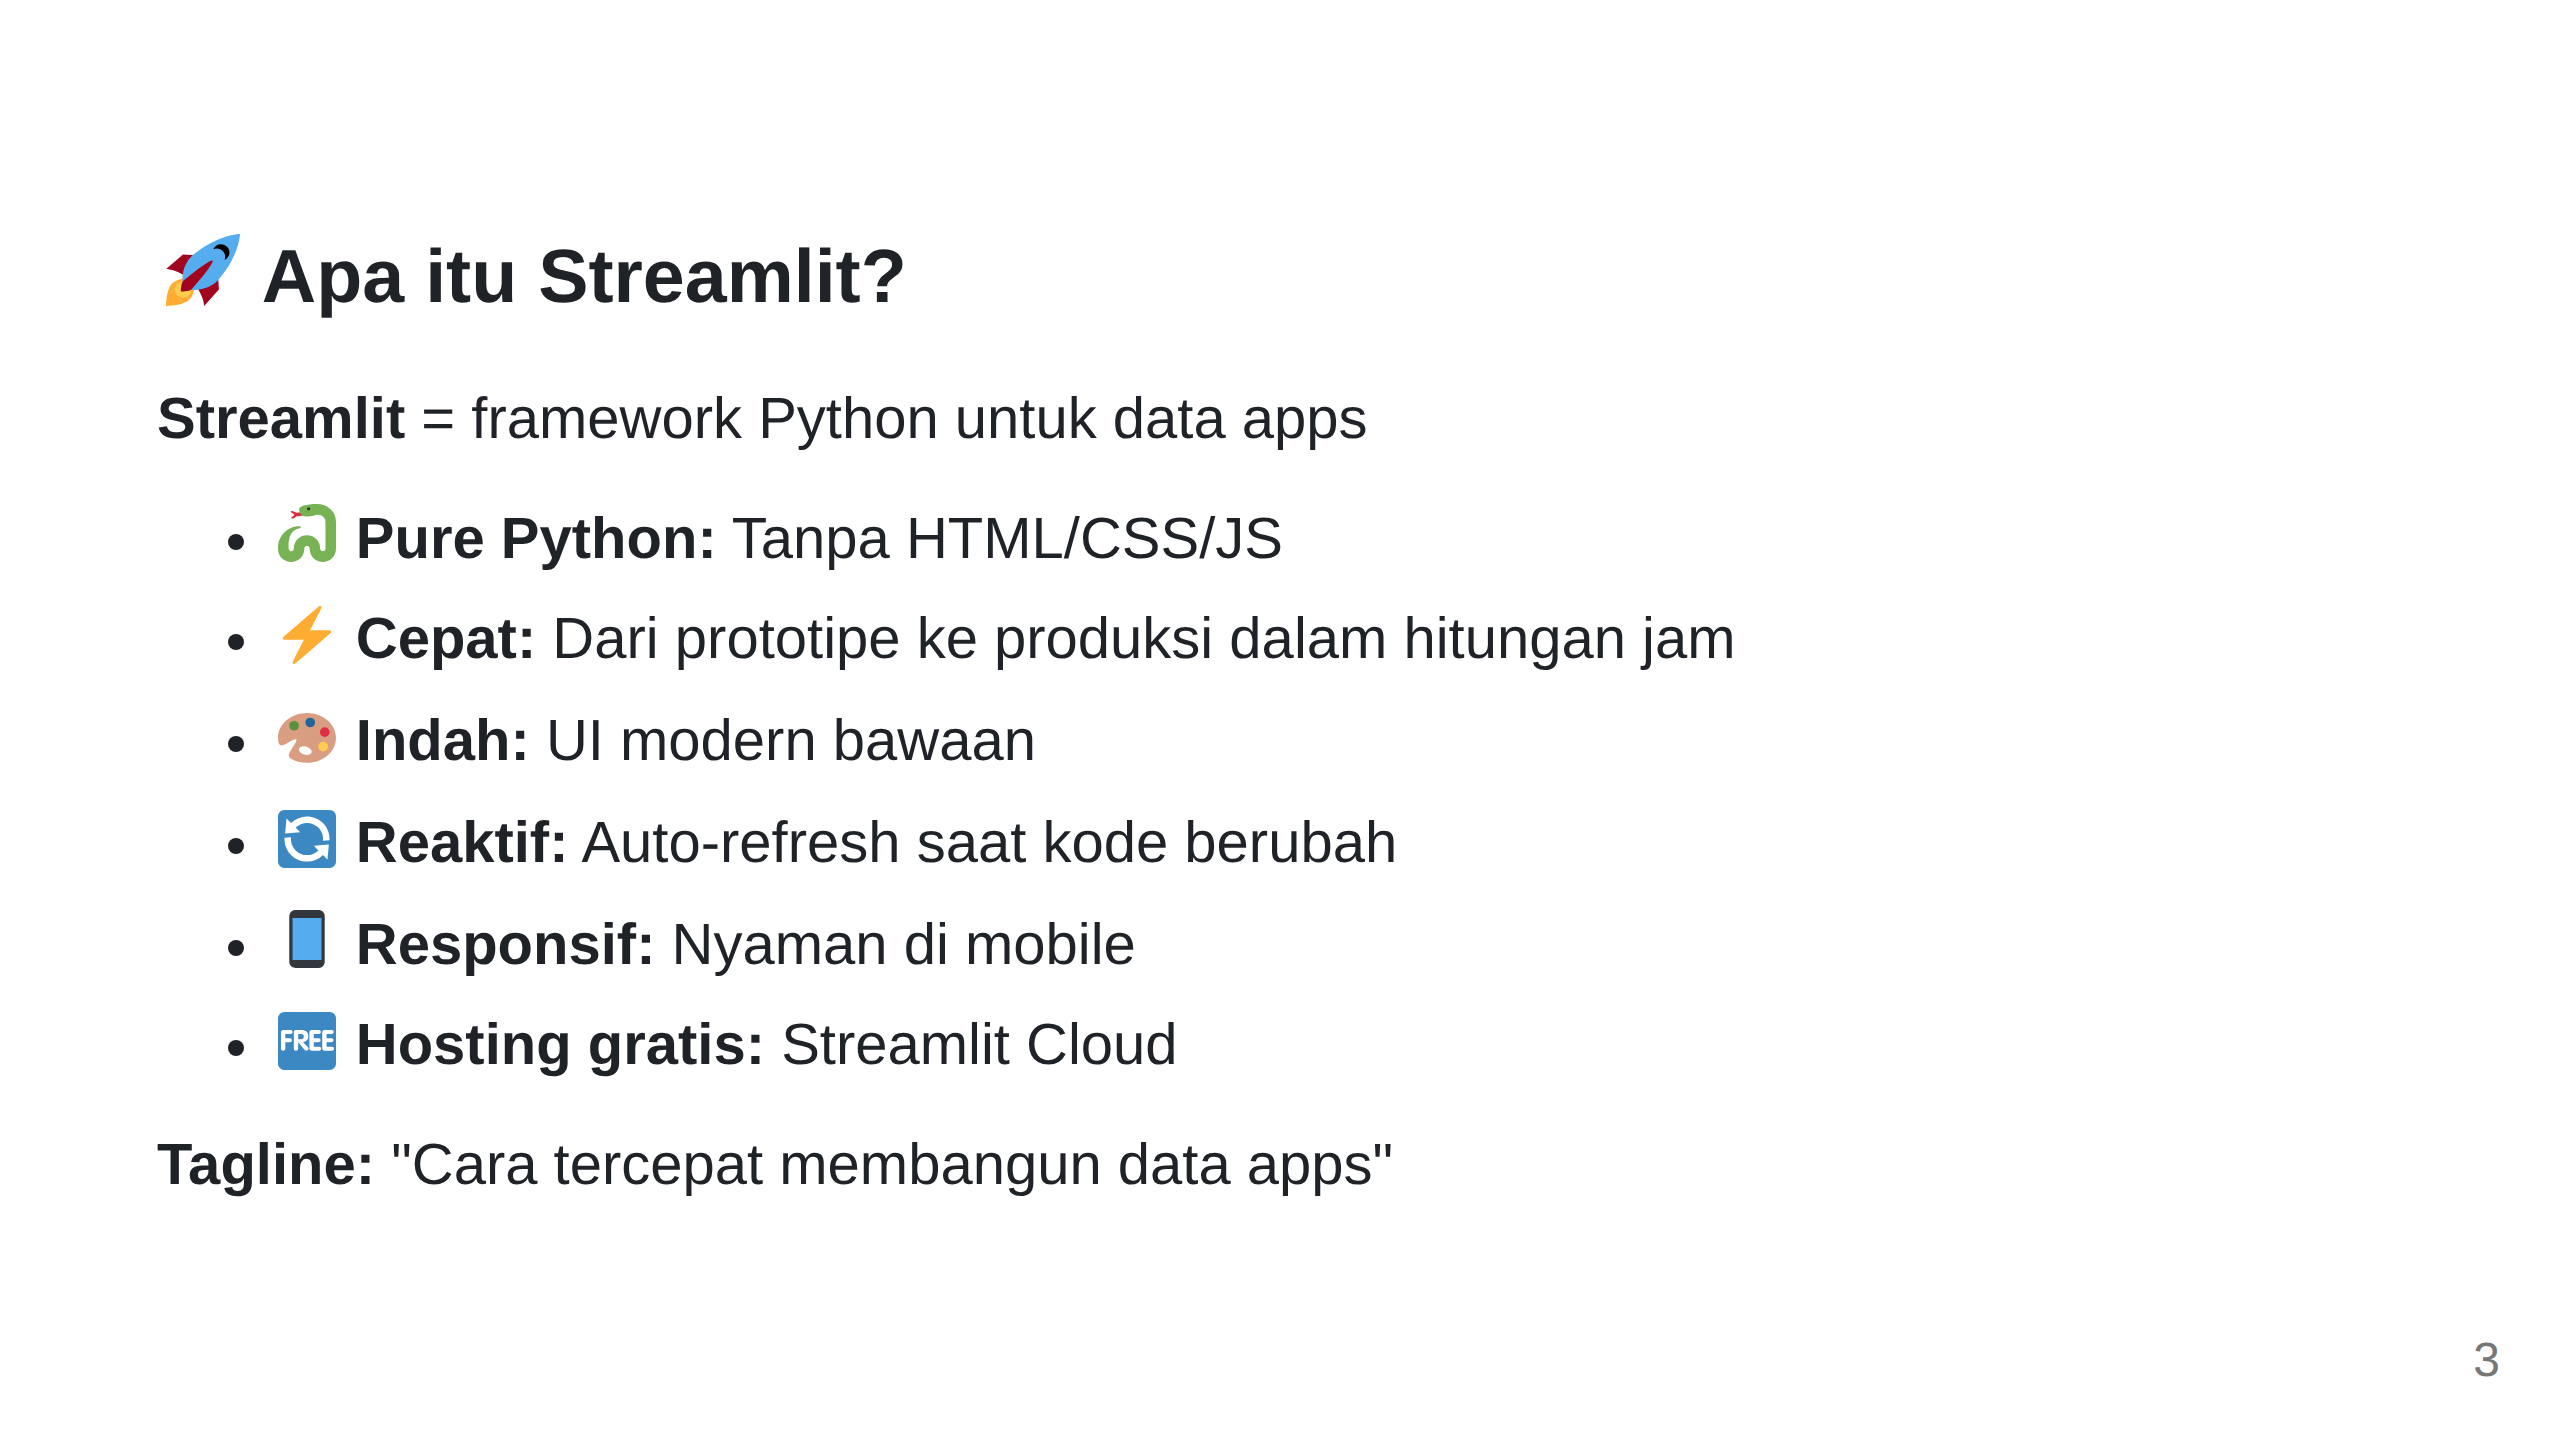 🚀 Apa itu Streamlit?
Streamlit = framework Python untuk data apps
• 🐍 Pure Python: Tanpa HTML/CSS/JS
• ⚡ Cepat: Dari prototipe ke produksi dalam hitungan jam
• 🎨 Indah: UI modern bawaan
• 🔄 Reaktif: Auto-refresh saat kode berubah
• 📱 Responsif: Nyaman di mobile
• 🆓 Hosting gratis: Streamlit Cloud
Tagline: "Cara tercepat membangun data apps"
3